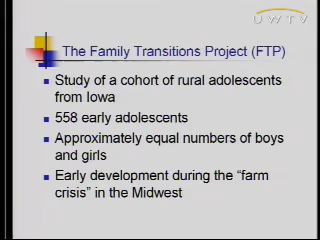 UWTV
The Family Transitions Project (FTP)
Study of a cohort of rural adolescents
from Iowa
558 early adolescents
Approximately equal numbers of boys
and girls
Early development during the “farm
crisis” in the Midwest